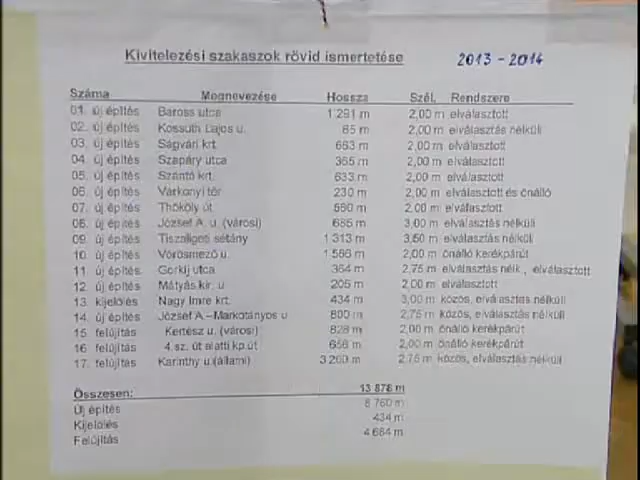 Kivitelezési szakaszok rövid ismertetése 2013 - 2014
Száma Megnevezése Hossza Szél. Rendszere
01. új építés Baross utca 1 291 m 2,00 m elválasztott
02. új építés Kossuth Lajos u. 65 m 2,00 m elválasztás nélküli
03. új építés Ságvári krt. 663 m 2,00 m elválasztott
04. új építés Szapáry utca 365 m 2,00 m elválasztott
05. új építés Szántó krt. 633 m 2,00 m elválasztott
06. új építés Várkonyi tér 230 m 2,00 m elválasztott és önálló
07. új építés Thököly út 560 m 2,00 m elválasztott
08. új építés József A. u. (városi) 685 m 3,00 m elválasztás nélküli
09. új építés Tiszaligeti sétány 1 313 m 3,50 m elválasztás nélküli
10. új építés Vörösmező u. 1 586 m 2,00 m önálló kerékpárút
11. új építés Gorkij utca 364 m 2,75 m elválasztás nélk., elválasztott
12. új építés Mátyás kir. u. 205 m 2,00 m elválasztott
13. kijelölés Nagy Imre krt. 434 m 3,00 m közös, elválasztás nélküli
14. új építés József A.–Markotányos u 800 m 2,75 m közös, elválasztás nélküli
15. felújítás Kertész u. (városi) 828 m 2,00 m önálló kerékpárút
16. felújítás 4.sz. út alatti kp.út 656 m 2,00 m önálló kerékpárút
17. felújítás Karinthy u.(állami) 3 260 m 2,75 m közös, elválasztás nélküli
Összesen: 13 878 m
Új építés 8 760 m
Kijelölés 434 m
Felújítás 4 684 m